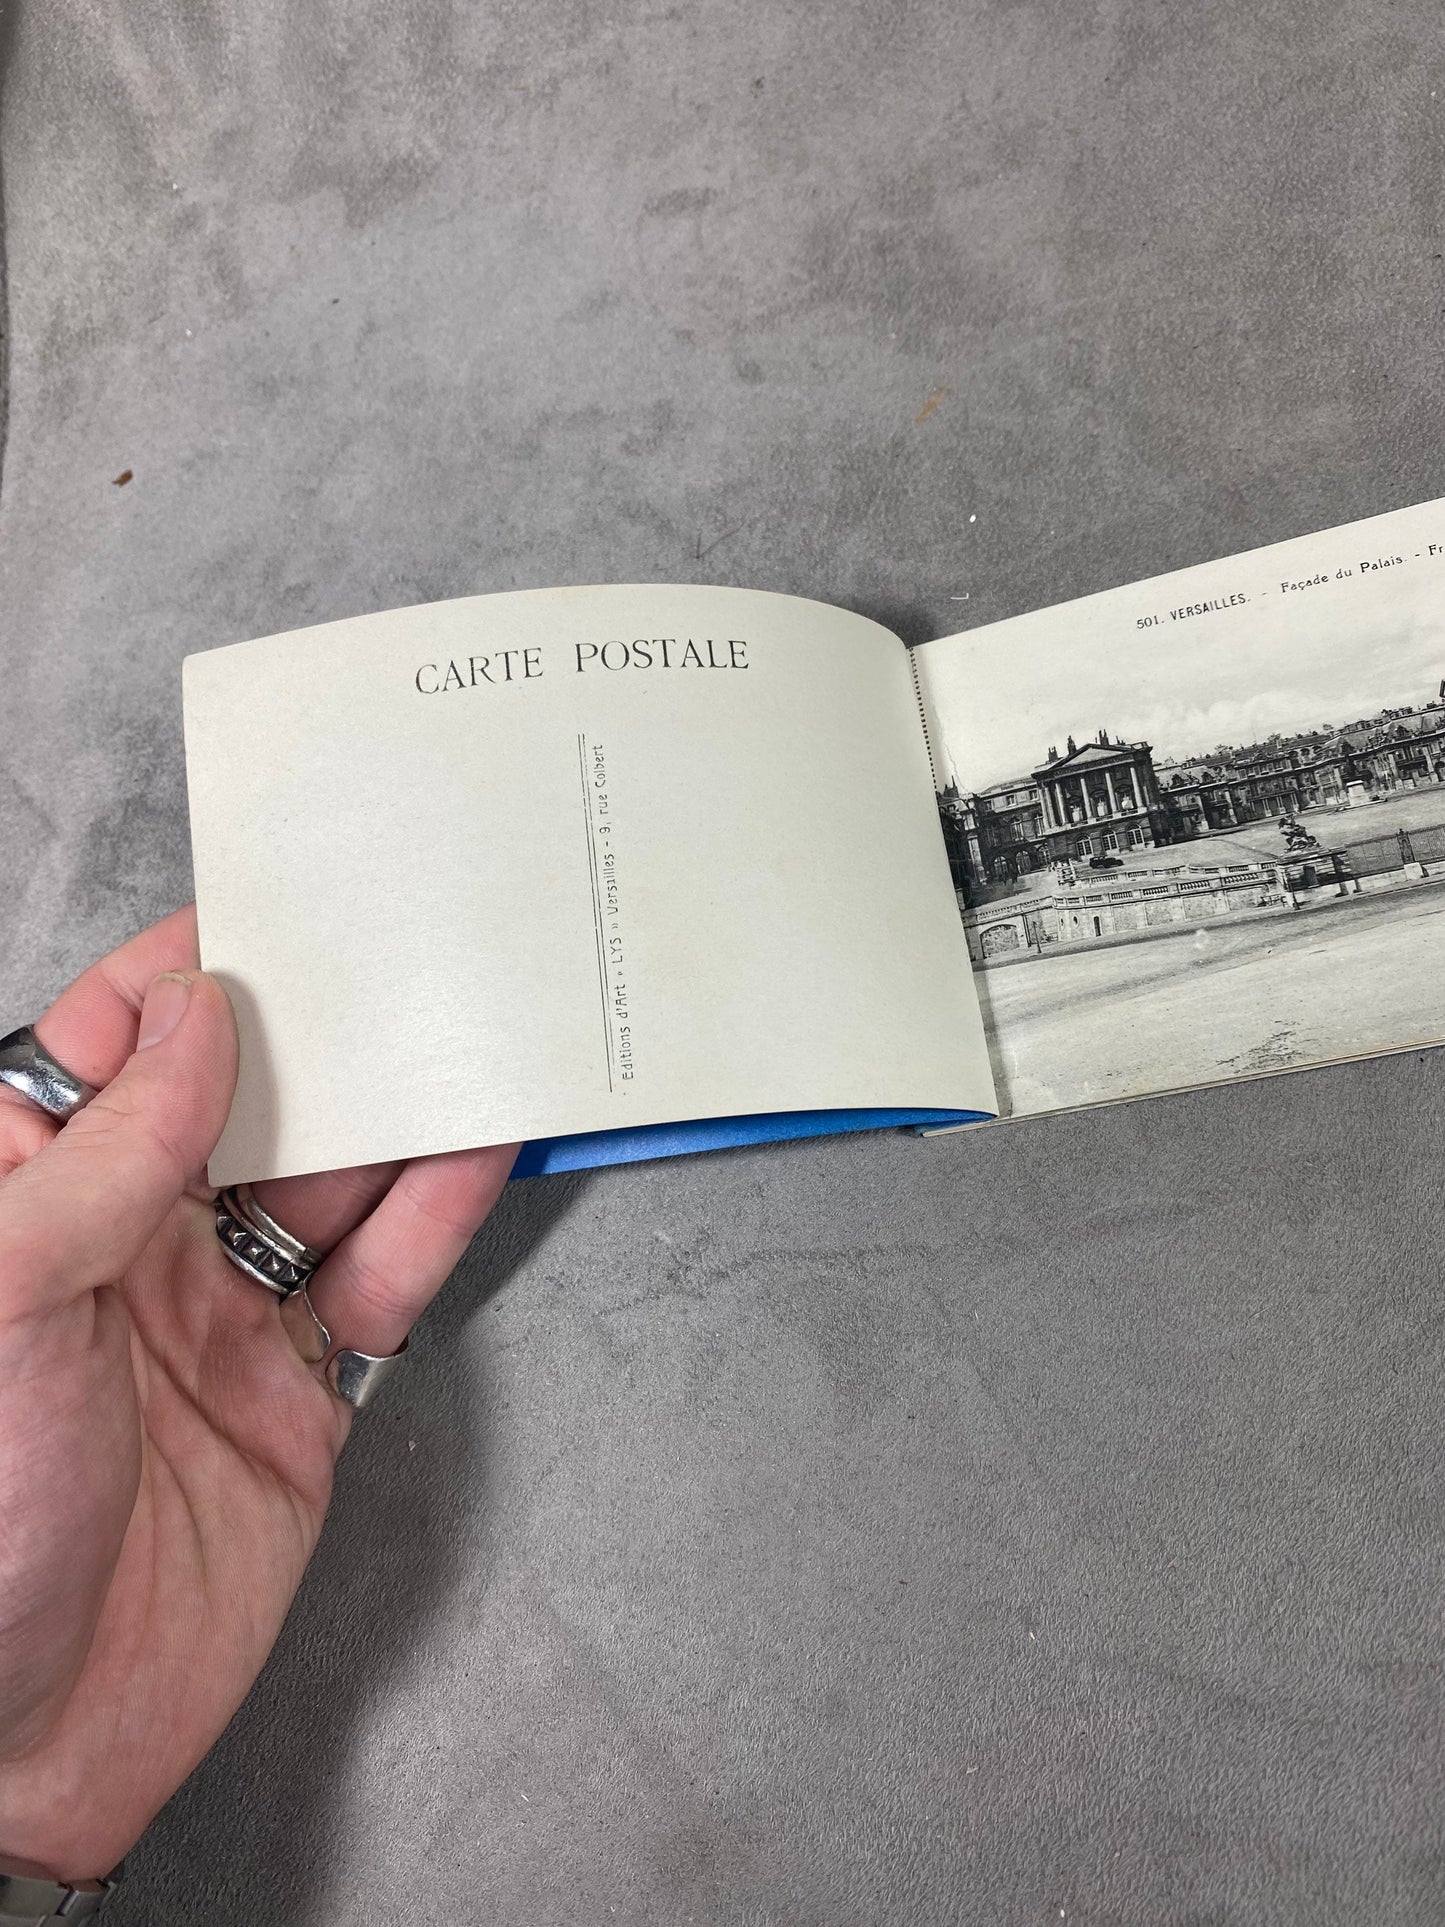 CARTE POSTALE
Editions d'Art « LYS » Versailles - 9, rue Colbert
501. VERSAILLES. - Façade du Palais. - Fr